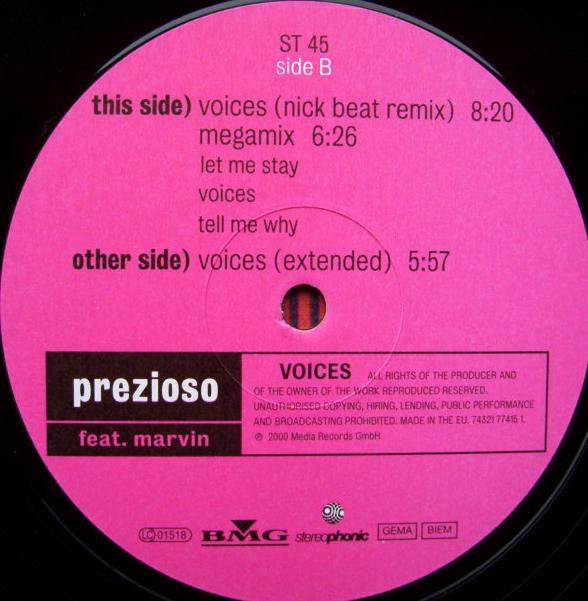 ST 45
side B
this side) voices (nick beat remix) 8:20
megamix 6:26
let me stay
voices
tell me why
other side) voices (extended) 5:57
prezioso
feat. marvin
VOICES ALL RIGHTS OF THE PRODUCER AND
OF THE OWNER OF THE WORK REPRODUCED RESERVED.
UNAUTHORISED COPYING, HIRING, LENDING, PUBLIC PERFORMANCE
AND BROADCASTING PROHIBITED. MADE IN THE EU. 74321 77415 1.
℗ 2000 Media Records GmbH
LC 01518 BMG stereophonic GEMA BIEM